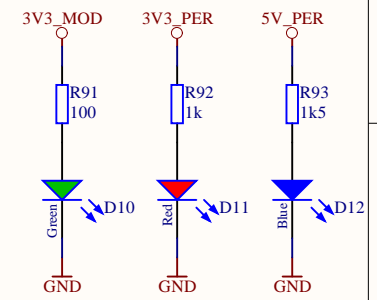 3V3_MOD 3V3_PER 5V_PER
R91 R92 R93
100 1k 1k5
Green D10 Red D11 Blue D12
GND GND GND